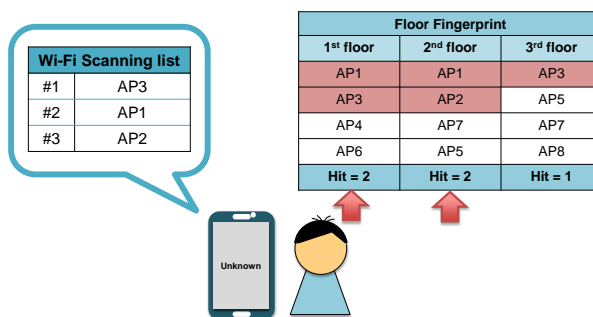 Wi-Fi Scanning list
#1 AP3
#2 AP1
#3 AP2
Floor Fingerprint
1st floor 2nd floor 3rd floor
AP1 AP1 AP3
AP3 AP2 AP5
AP4 AP7 AP7
AP6 AP5 AP8
Hit = 2 Hit = 2 Hit = 1
Unknown